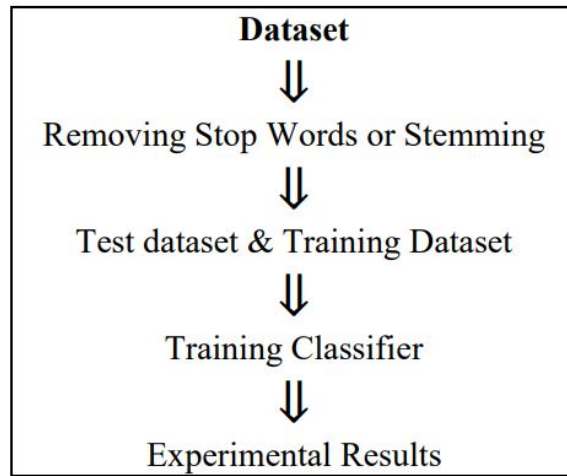 Dataset
⇓
Removing Stop Words or Stemming
⇓
Test dataset & Training Dataset
⇓
Training Classifier
⇓
Experimental Results